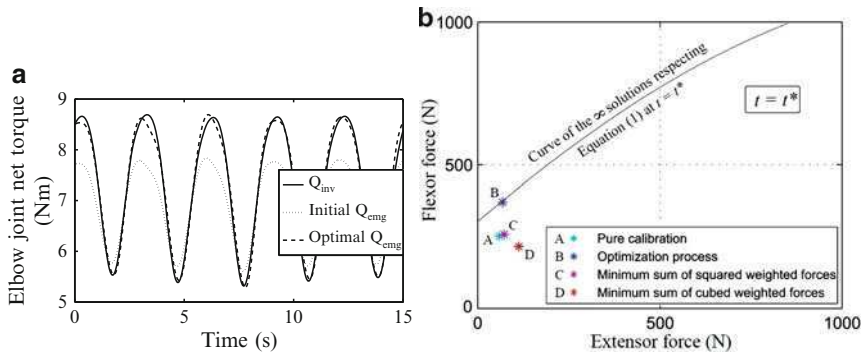 a
9
8
7
6
5
0
5
10
15
Elbow joint net torque
(Nm)
Time (s)
Q_inv
Initial Q_emg
Optimal Q_emg
b
1000
500
0
0
500
1000
Flexor force (N)
Extensor force (N)
Curve of the ∞ solutions respecting
Equation (1) at t = t*
t = t*
B
A
C
D
A * Pure calibration
B * Optimization process
C * Minimum sum of squared weighted forces
D * Minimum sum of cubed weighted forces